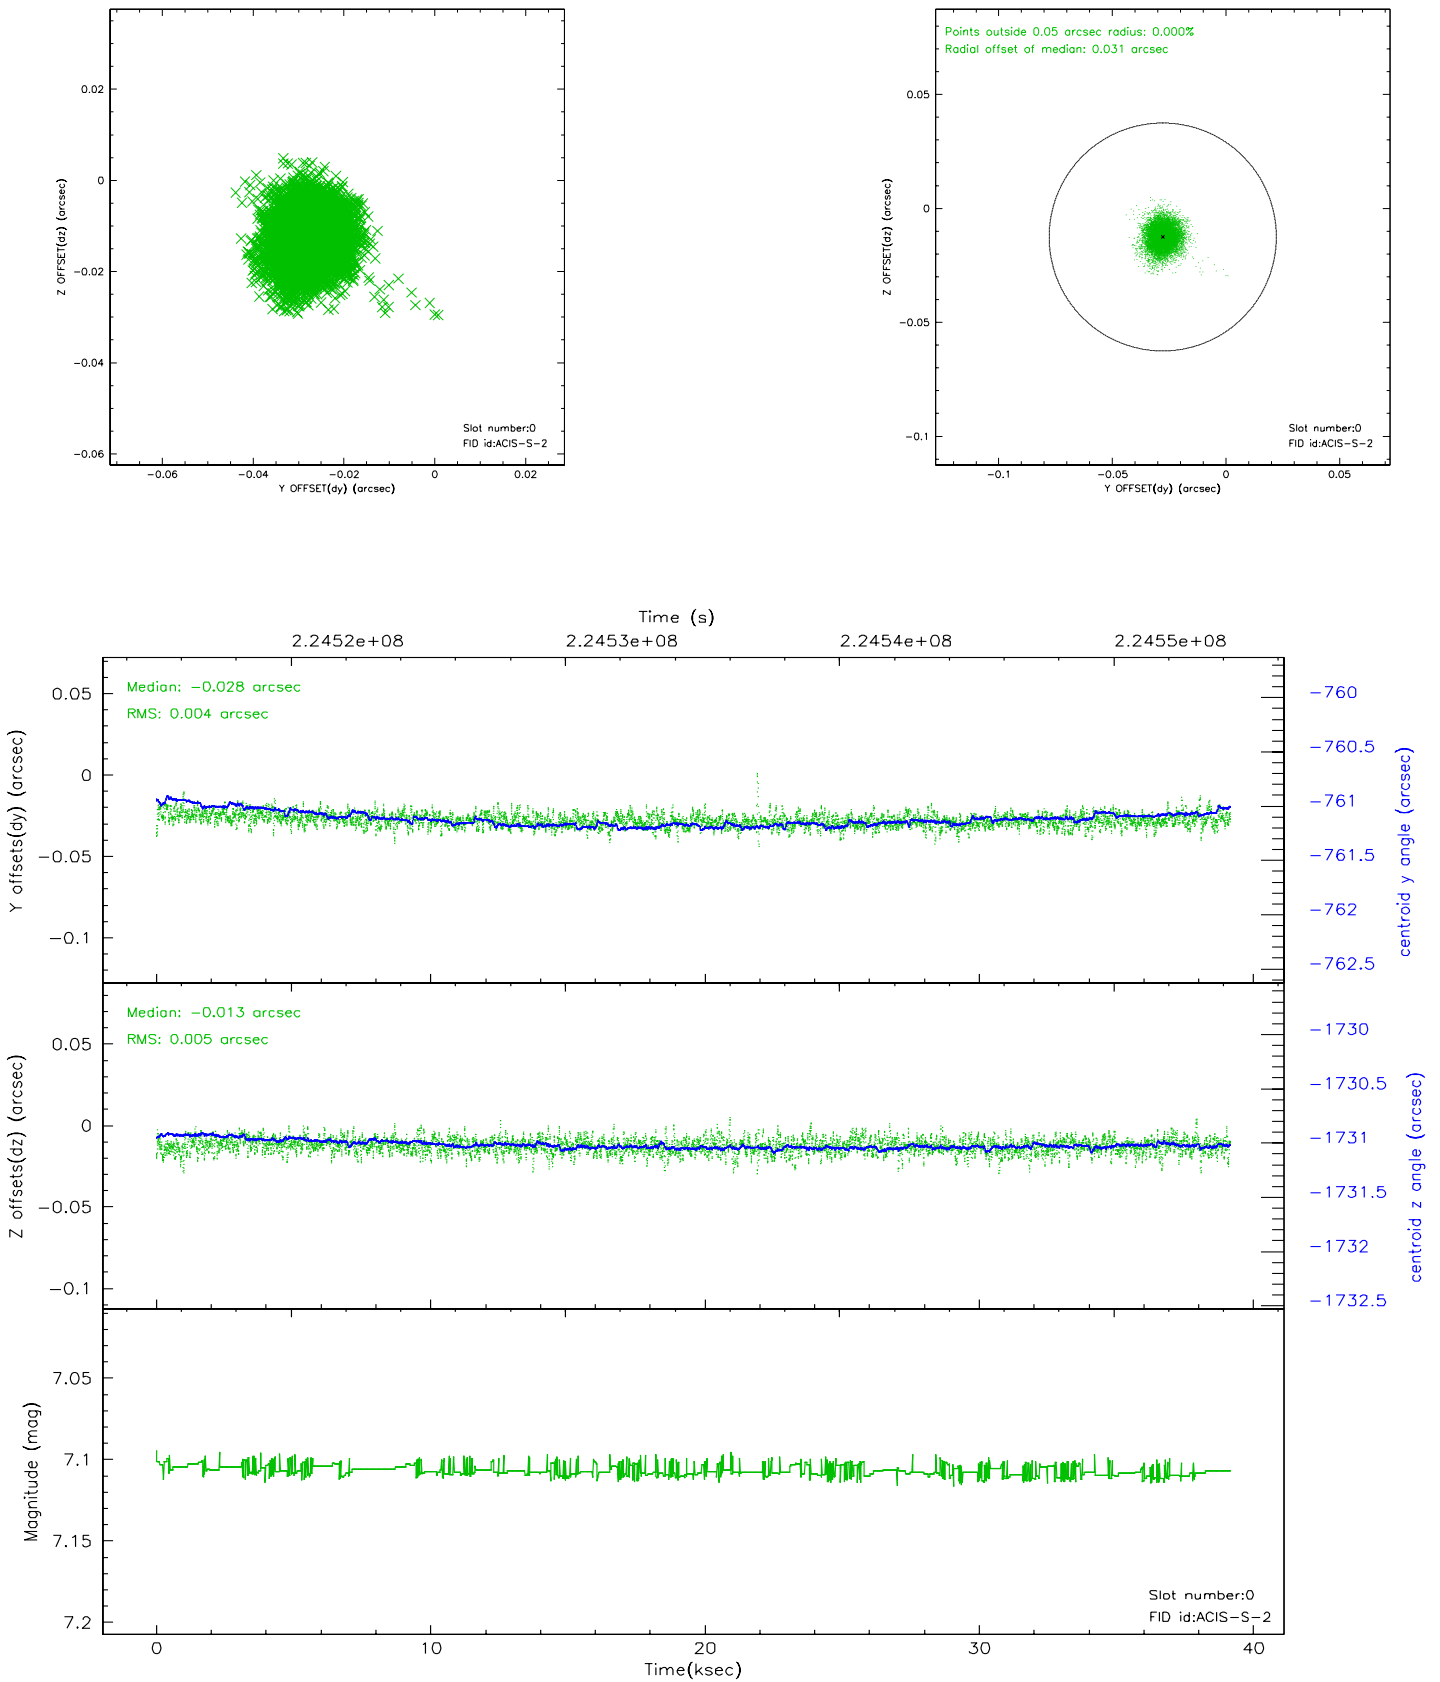 0.02
0
-0.02
-0.04
-0.06
Z OFFSET(dz) (arcsec)
Slot number:0
FID id:ACIS-S-2
-0.06 -0.04 -0.02 0 0.02
Y OFFSET(dy) (arcsec)
Points outside 0.05 arcsec radius: 0.000%
Radial offset of median: 0.031 arcsec
0.05
0
-0.05
-0.1
Z OFFSET(dz) (arcsec)
Slot number:0
FID id:ACIS-S-2
-0.1 -0.05 0 0.05
Y OFFSET(dy) (arcsec)
Time (s)
2.2452e+08 2.2453e+08 2.2454e+08 2.2455e+08
Median: -0.028 arcsec
RMS: 0.004 arcsec
0.05
0
-0.05
-0.1
Y offsets(dy) (arcsec)
-760
-760.5
-761
-761.5
-762
-762.5
centroid y angle (arcsec)
Median: -0.013 arcsec
RMS: 0.005 arcsec
0.05
0
-0.05
-0.1
Z offsets(dz) (arcsec)
-1730
-1730.5
-1731
-1731.5
-1732
-1732.5
centroid z angle (arcsec)
7.05
7.1
7.15
7.2
Magnitude (mag)
Slot number:0
FID id:ACIS-S-2
0 10 20 30 40
Time(ksec)